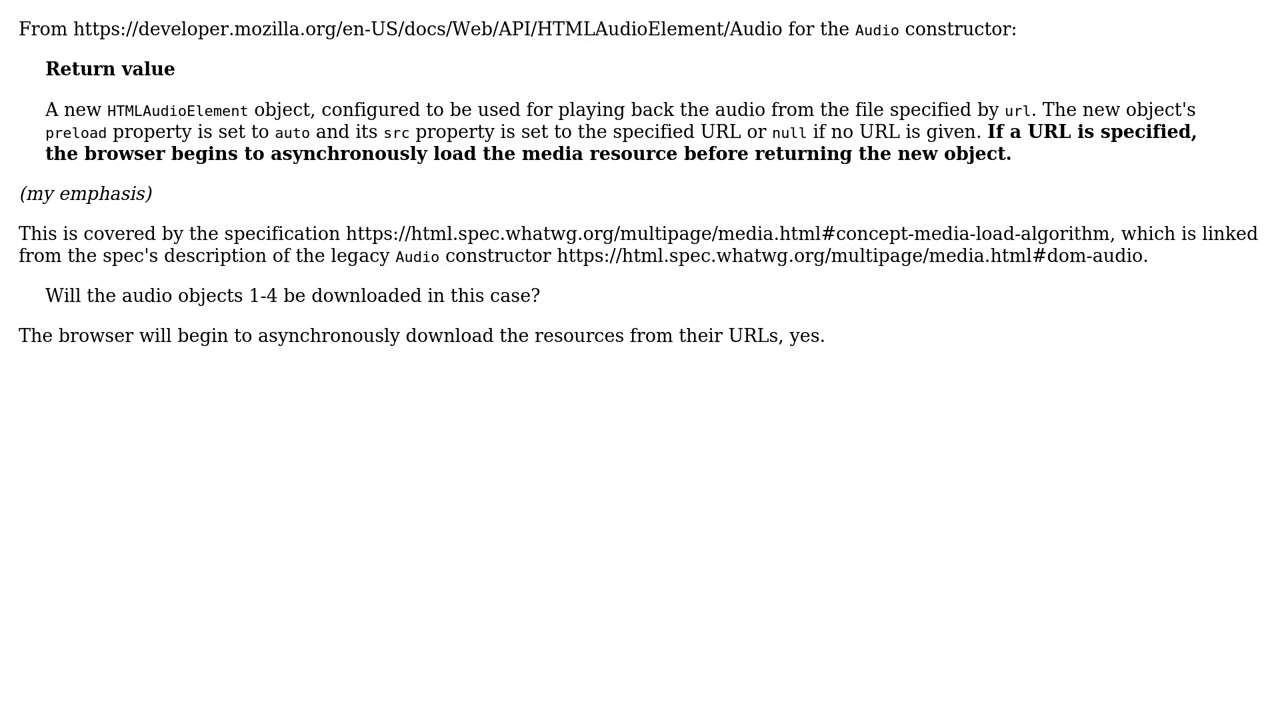 From https://developer.mozilla.org/en-US/docs/Web/API/HTMLAudioElement/Audio for the Audio constructor:
Return value
A new HTMLAudioElement object, configured to be used for playing back the audio from the file specified by url. The new object's
preload property is set to auto and its src property is set to the specified URL or null if no URL is given. If a URL is specified,
the browser begins to asynchronously load the media resource before returning the new object.
(my emphasis)
This is covered by the specification https://html.spec.whatwg.org/multipage/media.html#concept-media-load-algorithm, which is linked
from the spec's description of the legacy Audio constructor https://html.spec.whatwg.org/multipage/media.html#dom-audio.
Will the audio objects 1-4 be downloaded in this case?
The browser will begin to asynchronously download the resources from their URLs, yes.